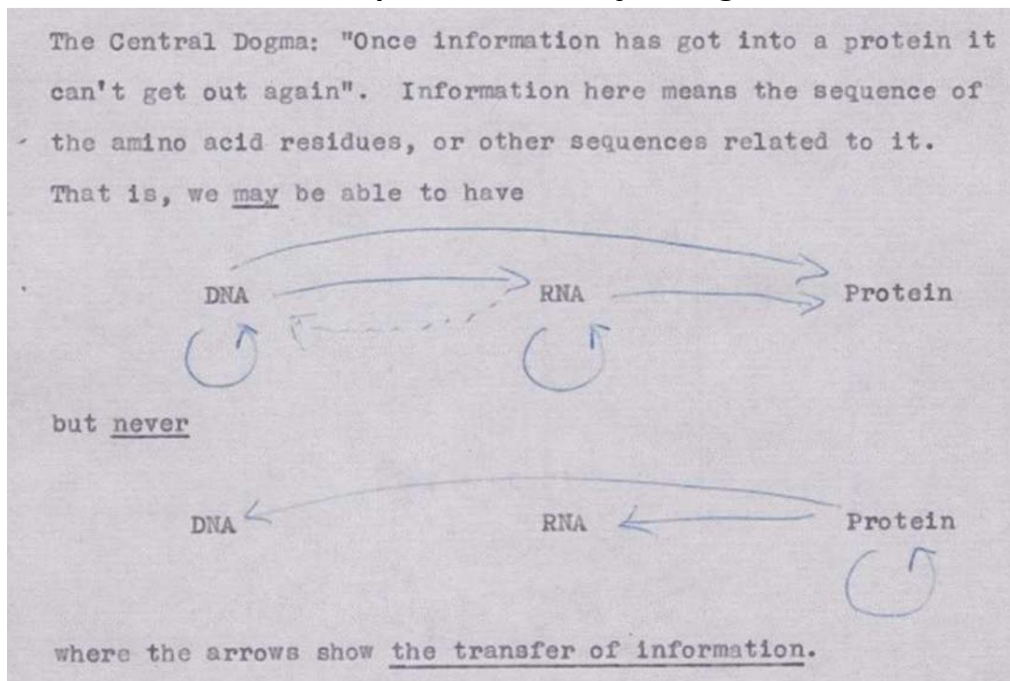 The Central Dogma: "Once information has got into a protein it
can't get out again". Information here means the sequence of
the amino acid residues, or other sequences related to it.
That is, we may be able to have
DNA RNA Protein
but never
DNA RNA Protein
where the arrows show the transfer of information.